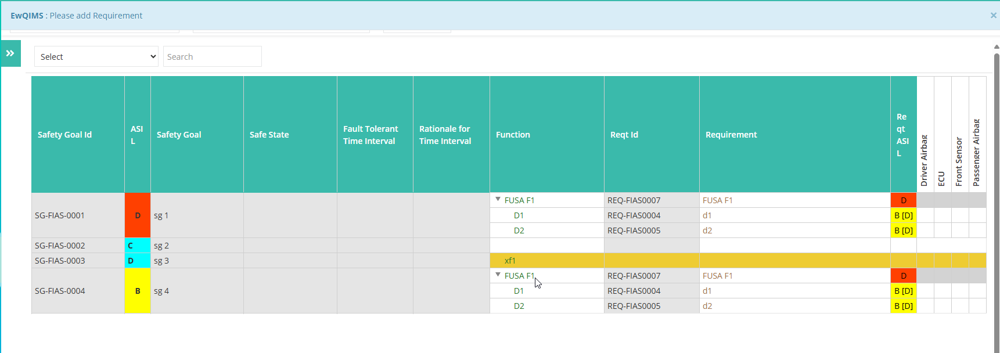 EwQIMS : Please add Requirement
×
Select
Search
Safety Goal Id
ASI
L
Safety Goal
Safe State
Fault Tolerant
Time Interval
Rationale for
Time Interval
Function
Reqt Id
Requirement
Re
qt
ASI
L
Driver Airbag
ECU
Front Sensor
Passenger Airbag
SG-FIAS-0001 D sg 1
FUSA F1 REQ-FIAS0007 FUSA F1 D
D1 REQ-FIAS0004 d1 B [D]
D2 REQ-FIAS0005 d2 B [D]
SG-FIAS-0002 C sg 2
SG-FIAS-0003 D sg 3 xf1
SG-FIAS-0004 B sg 4
FUSA F1 REQ-FIAS0007 FUSA F1 D
D1 REQ-FIAS0004 d1 B [D]
D2 REQ-FIAS0005 d2 B [D]